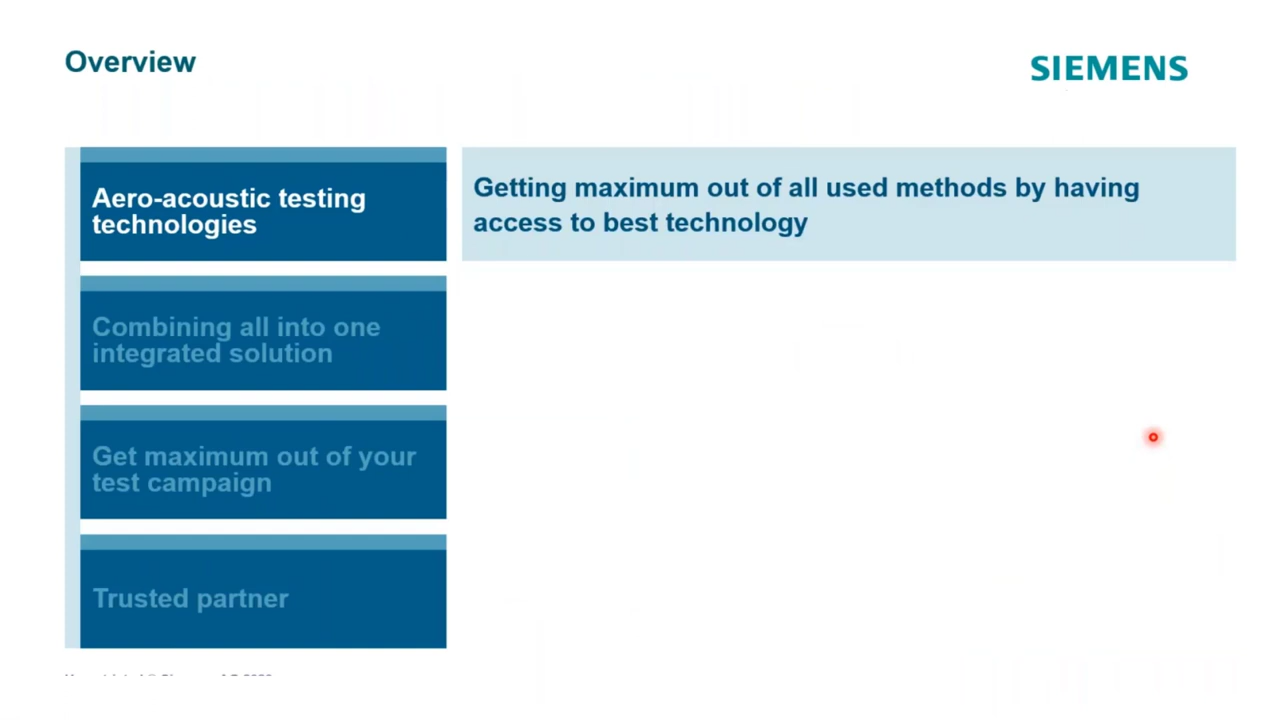 Overview
SIEMENS
Aero-acoustic testing
technologies
Getting maximum out of all used methods by having
access to best technology
Combining all into one
integrated solution
Get maximum out of your
test campaign
Trusted partner